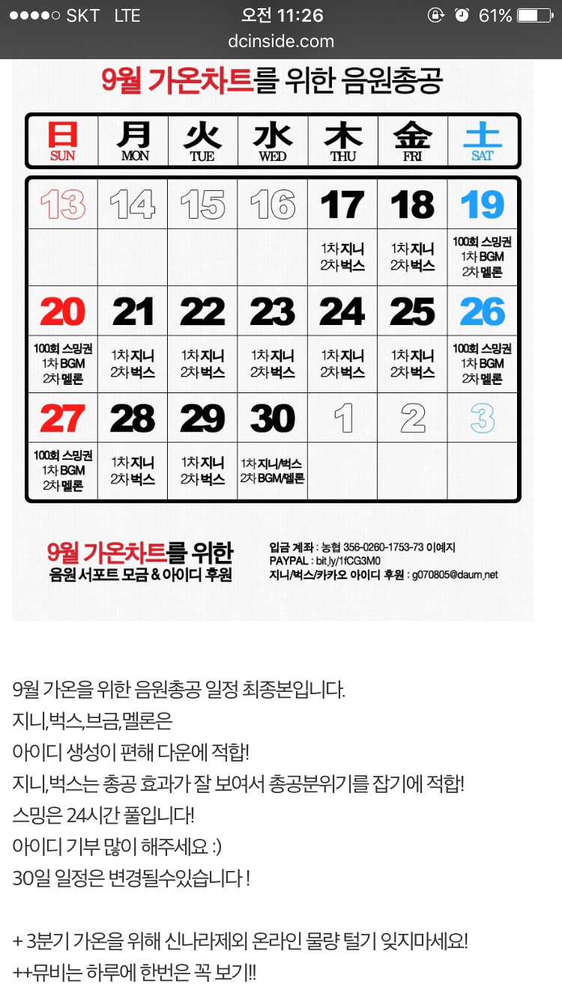 SKT LTE 오전 11:26 61%
dcinside.com
9월 가온차트를 위한 음원총공
日 月 火 水 木 金 土
SUN MON TUE WED THU FRI SAT
13 14 15 16 17 18 19
1차 지니 1차 지니 100회 스밍권
2차 벅스 2차 벅스 1차 BGM
2차 멜론
20 21 22 23 24 25 26
100회 스밍권 1차 지니 1차 지니 1차 지니 1차 지니 1차 지니 100회 스밍권
1차 BGM 2차 벅스 2차 벅스 2차 벅스 2차 벅스 2차 벅스 1차 BGM
2차 멜론 2차 멜론
27 28 29 30 1 2 3
100회 스밍권 1차 지니 1차 지니 1차 지니/벅스
1차 BGM 2차 벅스 2차 벅스 2차 BGM/멜론
2차 멜론
9월 가온차트를 위한
음원 서포트 모금 & 아이디 후원
입금 계좌 : 농협 356-0260-1753-73 이예지
PAYPAL : bit.ly/1fCG3M0
지니/벅스/카카오 아이디 후원 : g070805@daum.net
9월 가온을 위한 음원총공 일정 최종본입니다.
지니,벅스,브금,멜론은
아이디 생성이 편해 다운에 적합!
지니,벅스는 총공 효과가 잘 보여서 총공분위기를 잡기에 적합!
스밍은 24시간 풀입니다!
아이디 기부 많이 해주세요 :)
30일 일정은 변경될수있습니다 !
+ 3분기 가온을 위해 신나라제외 온라인 물량 털기 잊지마세요!
++뮤비는 하루에 한번은 꼭 보기!!